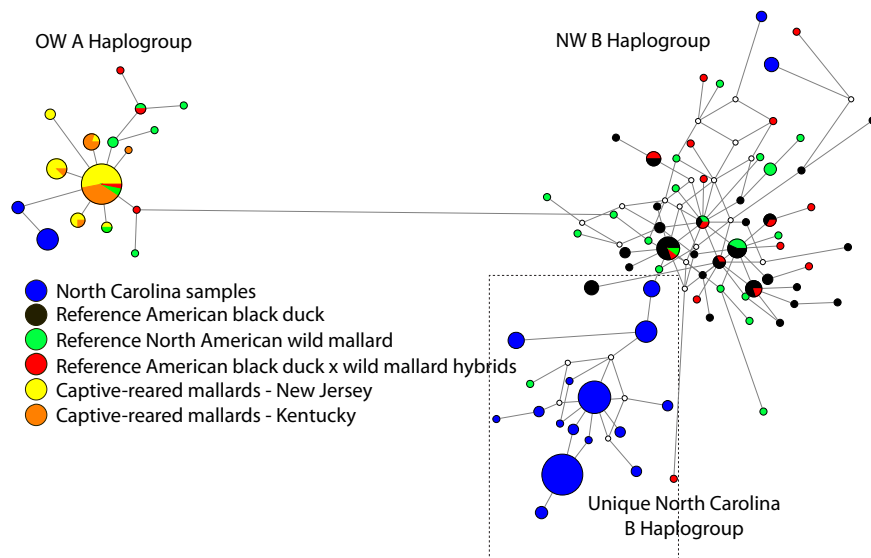 OW A Haplogroup
NW B Haplogroup
North Carolina samples
Reference American black duck
Reference North American wild mallard
Reference American black duck x wild mallard hybrids
Captive-reared mallards - New Jersey
Captive-reared mallards - Kentucky
Unique North Carolina
B Haplogroup